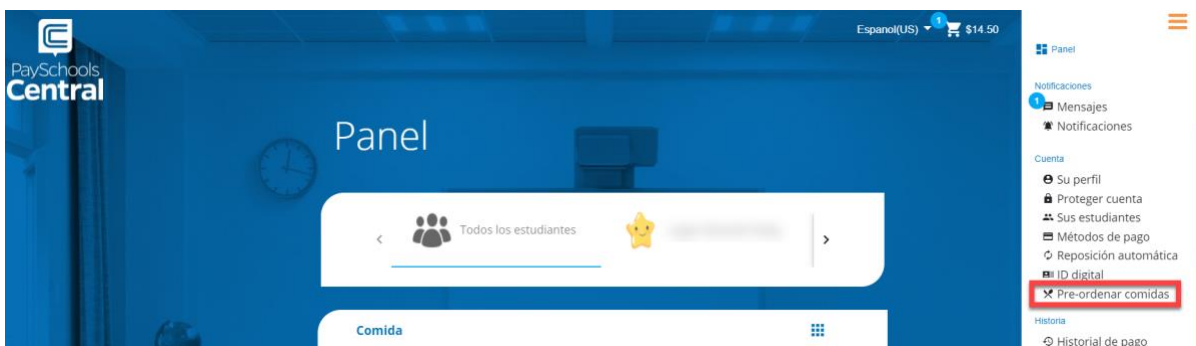 PaySchools
Central
Espanol(US)
1
$14.50
Panel
Todos los estudiantes
Comida
Panel
Notificaciones
1
Mensajes
Notificaciones
Cuenta
Su perfil
Proteger cuenta
Sus estudiantes
Métodos de pago
Reposición automática
ID digital
Pre-ordenar comidas
Historia
Historial de pago